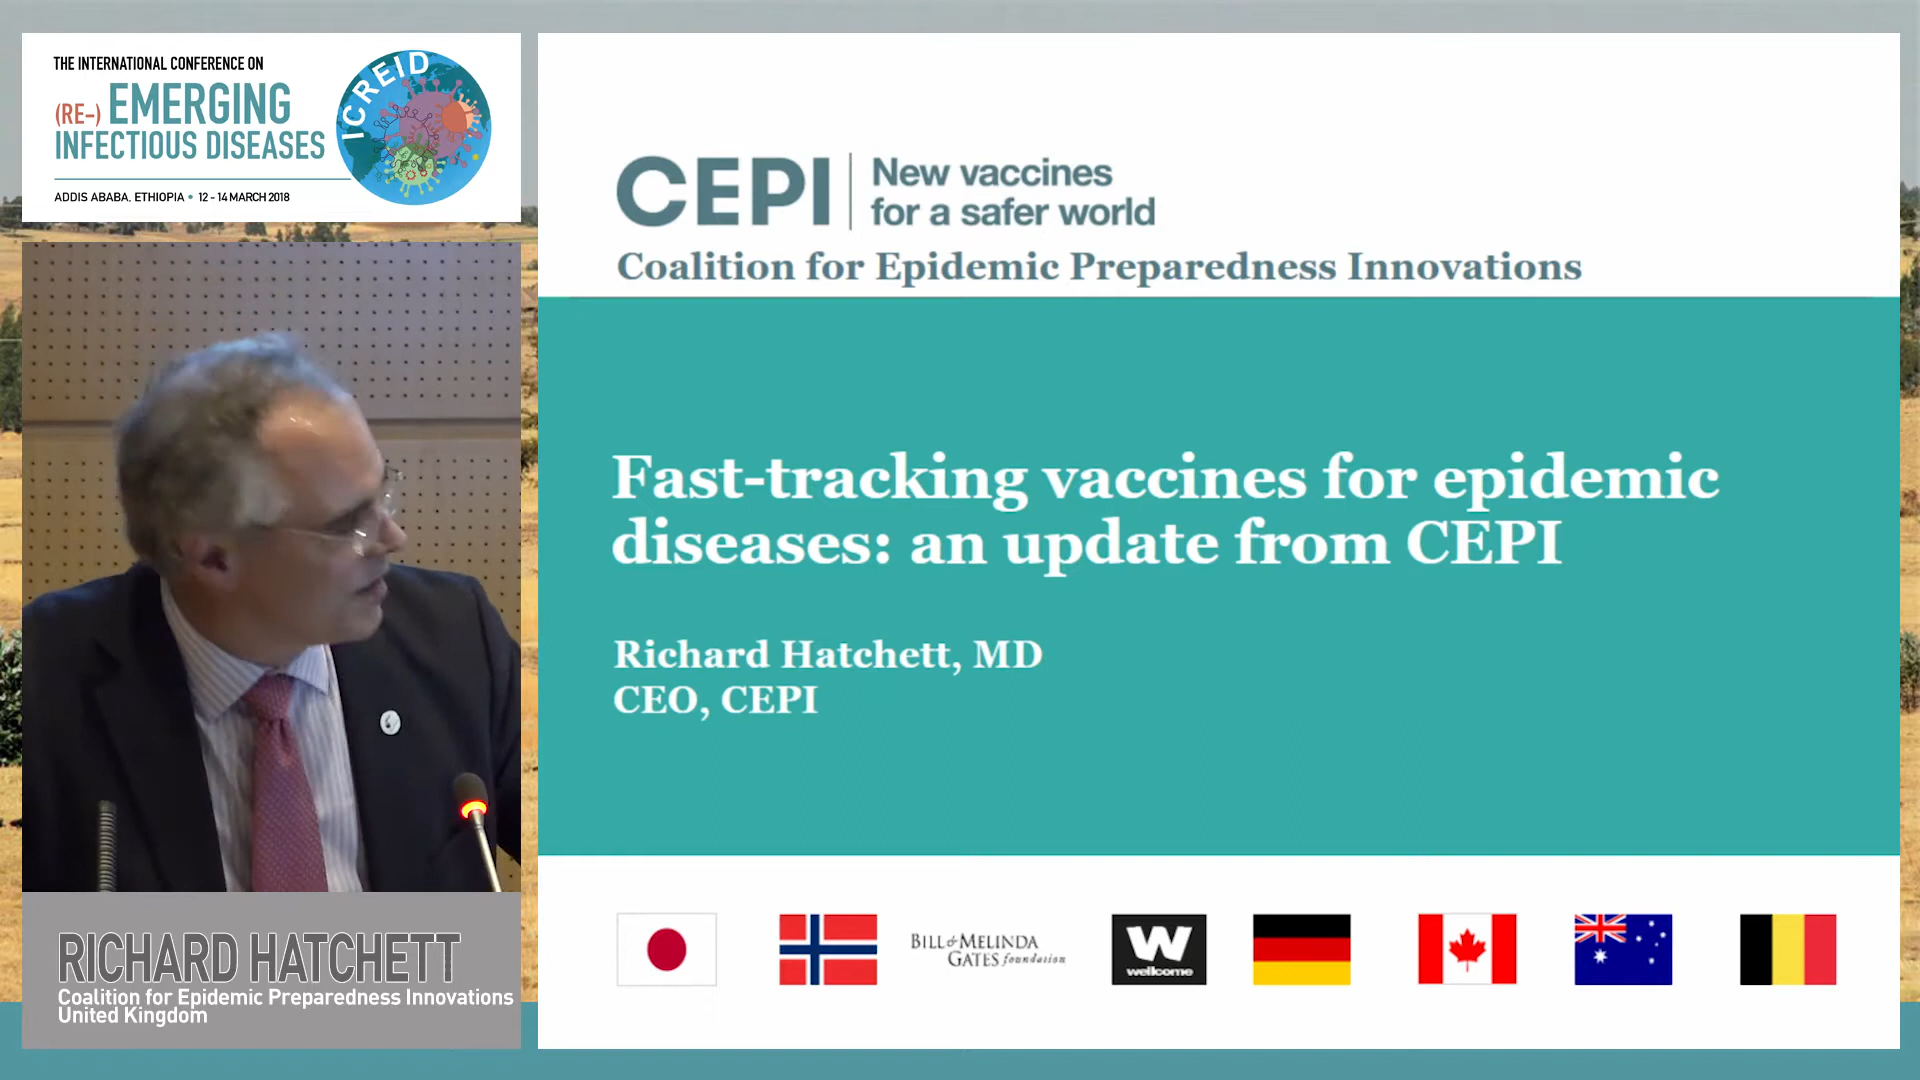 THE INTERNATIONAL CONFERENCE ON
(RE-) EMERGING
INFECTIOUS DISEASES
ICREID
ADDIS ABABA, ETHIOPIA • 12 - 14 MARCH 2018
RICHARD HATCHETT
Coalition for Epidemic Preparedness Innovations
United Kingdom
CEPI
New vaccines
for a safer world
Coalition for Epidemic Preparedness Innovations
Fast-tracking vaccines for epidemic
diseases: an update from CEPI
Richard Hatchett, MD
CEO, CEPI
BILL & MELINDA
GATES foundation
W
wellcome